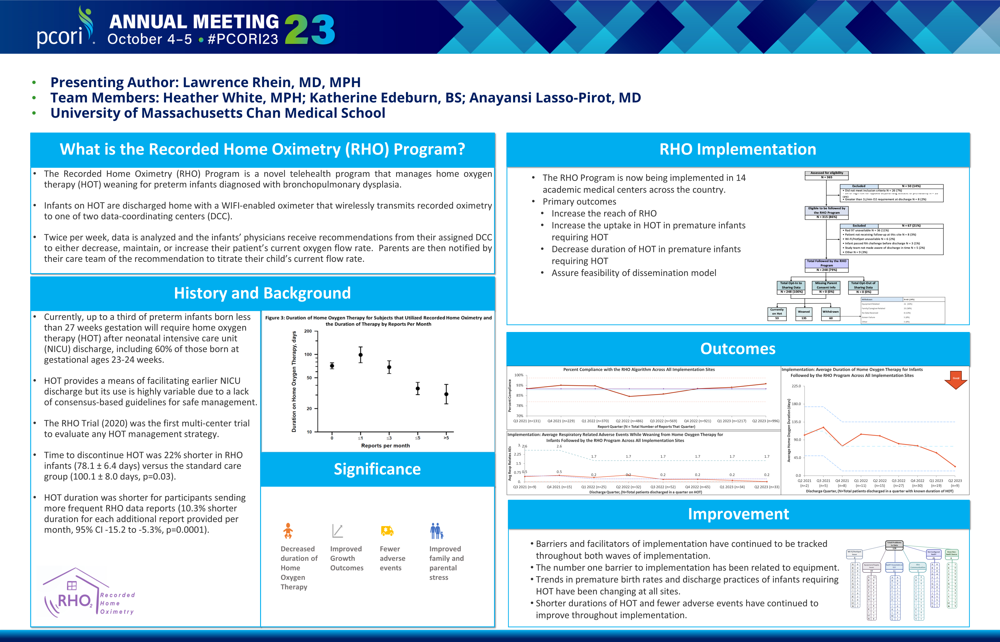 pcori
ANNUAL MEETING 23
October 4–5 • #PCORI23
• Presenting Author: Lawrence Rhein, MD, MPH
• Team Members: Heather White, MPH; Katherine Edeburn, BS; Anayansi Lasso-Pirot, MD
• University of Massachusetts Chan Medical School
What is the Recorded Home Oximetry (RHO) Program?
• The Recorded Home Oximetry (RHO) Program is a novel telehealth program that manages home oxygen
therapy (HOT) weaning for preterm infants diagnosed with bronchopulmonary dysplasia.
• Infants on HOT are discharged home with a WIFI-enabled oximeter that wirelessly transmits recorded oximetry
to one of two data-coordinating centers (DCC).
• Twice per week, data is analyzed and the infants’ physicians receive recommendations from their assigned DCC
to either decrease, maintain, or increase their patient’s current oxygen flow rate. Parents are then notified by
their care team of the recommendation to titrate their child’s current flow rate.
History and Background
• Currently, up to a third of preterm infants born less
than 27 weeks gestation will require home oxygen
therapy (HOT) after neonatal intensive care unit
(NICU) discharge, including 60% of those born at
gestational ages 23-24 weeks.
• HOT provides a means of facilitating earlier NICU
discharge but its use is highly variable due to a lack
of consensus-based guidelines for safe management.
• The RHO Trial (2020) was the first multi-center trial
to evaluate any HOT management strategy.
• Time to discontinue HOT was 22% shorter in RHO
infants (78.1 ± 6.4 days) versus the standard care
group (100.1 ± 8.0 days, p=0.03).
• HOT duration was shorter for participants sending
more frequent RHO data reports (10.3% shorter
duration for each additional report provided per
month, 95% CI -15.2 to -5.3%, p=0.0001).
RHO2
Recorded
Home
Oximetry
Figure 3: Duration of Home Oxygen Therapy for Subjects that Utilized Recorded Home Oximetry and
the Duration of Therapy by Reports Per Month
Duration on Home Oxygen Therapy, days
200
100
50
20
10
0 ≤1 ≤3 ≤5 >5
Reports per month
Significance
Decreased
duration of
Home
Oxygen
Therapy
Improved
Growth
Outcomes
Fewer
adverse
events
Improved
family and
parental
stress
RHO Implementation
• The RHO Program is now being implemented in 14
academic medical centers across the country.
• Primary outcomes
• Increase the reach of RHO
• Increase the uptake in HOT in premature infants
requiring HOT
• Decrease duration of HOT in premature infants
requiring HOT
• Assure feasibility of dissemination model
Assessed for eligibility
N = 365
Excluded N = 50 (14%)
• Did not meet inclusion criteria N = 26 (7%)
(4%)
• Greater than 1L/min O2 requirement at discharge N = 8 (2%)
Eligible to be followed by
the RHO Program
N = 315 (86%)
Excluded N = 67 (21%)
• Rad 97 unavailable N = 36 (11%)
• Patient not receiving follow-up at this site N = 8 (3%)
• Wi-Fi/HotSpot unavailable N = 6 (2%)
• Infant passed RA challenge before discharge N = 3 (1%)
• Study team not made aware of discharge in time N = 5 (2%)
• Other N = 9 (3%)
Total Followed by the RHO
Program
N = 248 (79%)
Total Opt-In to
Sharing Data
N = 248 (100%)
Missing Parent
Consent Info
N = 0 (0%)
Total Opt-Out of
Sharing Data
N = 0 (0%)
Currently
on Hot
53
Weaned
135
Withdrawn
60
Withdrawn N=60 (24%)
Equipment Related 21 (35%)
Family/Caregiver Related
No Data Received
Screen Failure
Other
Outcomes
Percent Compliance with the RHO Algorithm Across All Implementation Sites
Percent Compliance
100%
93%
85%
78%
70%
Q3 2021 (n=131) Q4 2021 (n=229) Q1 2022 (n=370) Q2 2022 (n=486) Q3 2022 (n=569) Q4 2022 (n=921) Q1 2023 (n=1217) Q2 2023 (n=996)
Report Quarter (N = Total Number of Reports That Quarter)
Implementation: Average Respiratory Related Adverse Events While Weaning from Home Oxygen Therapy for
Infants Followed by the RHO Program Across All Implementation Sites
Avg Resp Relates AEs
3.
2.25
1.5
0.75
0.
2.6 2.6 1.7 1.7 1.7 1.7 1.7 1.7
0.5 0.5 0.2 0.2 0.2 0.2 0.2 0.2
Q3 2021 (n=9) Q4 2021 (n=15) Q1 2022 (n=25) Q2 2022 (n=32) Q3 2022 (n=52) Q4 2022 (n=65) Q1 2023 (n=34) Q2 2023 (n=33)
Discharge Quarter, (N=Total patients discharged in a quarter on HOT)
Implementation: Average Duration of Home Oxygen Therapy for Infants
Followed by the RHO Program Across All Implementation Sites
Goal
Average Home Oxygen Duration (days)
225.0
180.0
135.0
90.0
45.0
0.0
Q2 2021 Q3 2021 Q4 2021 Q1 2022 Q2 2022 Q3 2022 Q4 2022 Q1 2023 Q2 2023
(n=2) (n=5) (n=8) (n=11) (n=15) (n=27) (n=30) (n=19) (n=9)
Discharge Quarter, (N=Total patients discharged in a quarter with known duration of HOT)
Improvement
• Barriers and facilitators of implementation have continued to be tracked
throughout both waves of implementation.
• The number one barrier to implementation has been related to equipment.
• Trends in premature birth rates and discharge practices of infants requiring
HOT have been changing at all sites.
• Shorter durations of HOT and fewer adverse events have continued to
improve throughout implementation.
Total Problems
to Date
128
Wi-Fi/HotSpot
Issue
8
Equipment/Supply
Issues
69
Rad97 Unavailable at
D/C
11
Site
Communication
9
Not Configured
Rad97
25
Given Non-
Rad97 Device
6